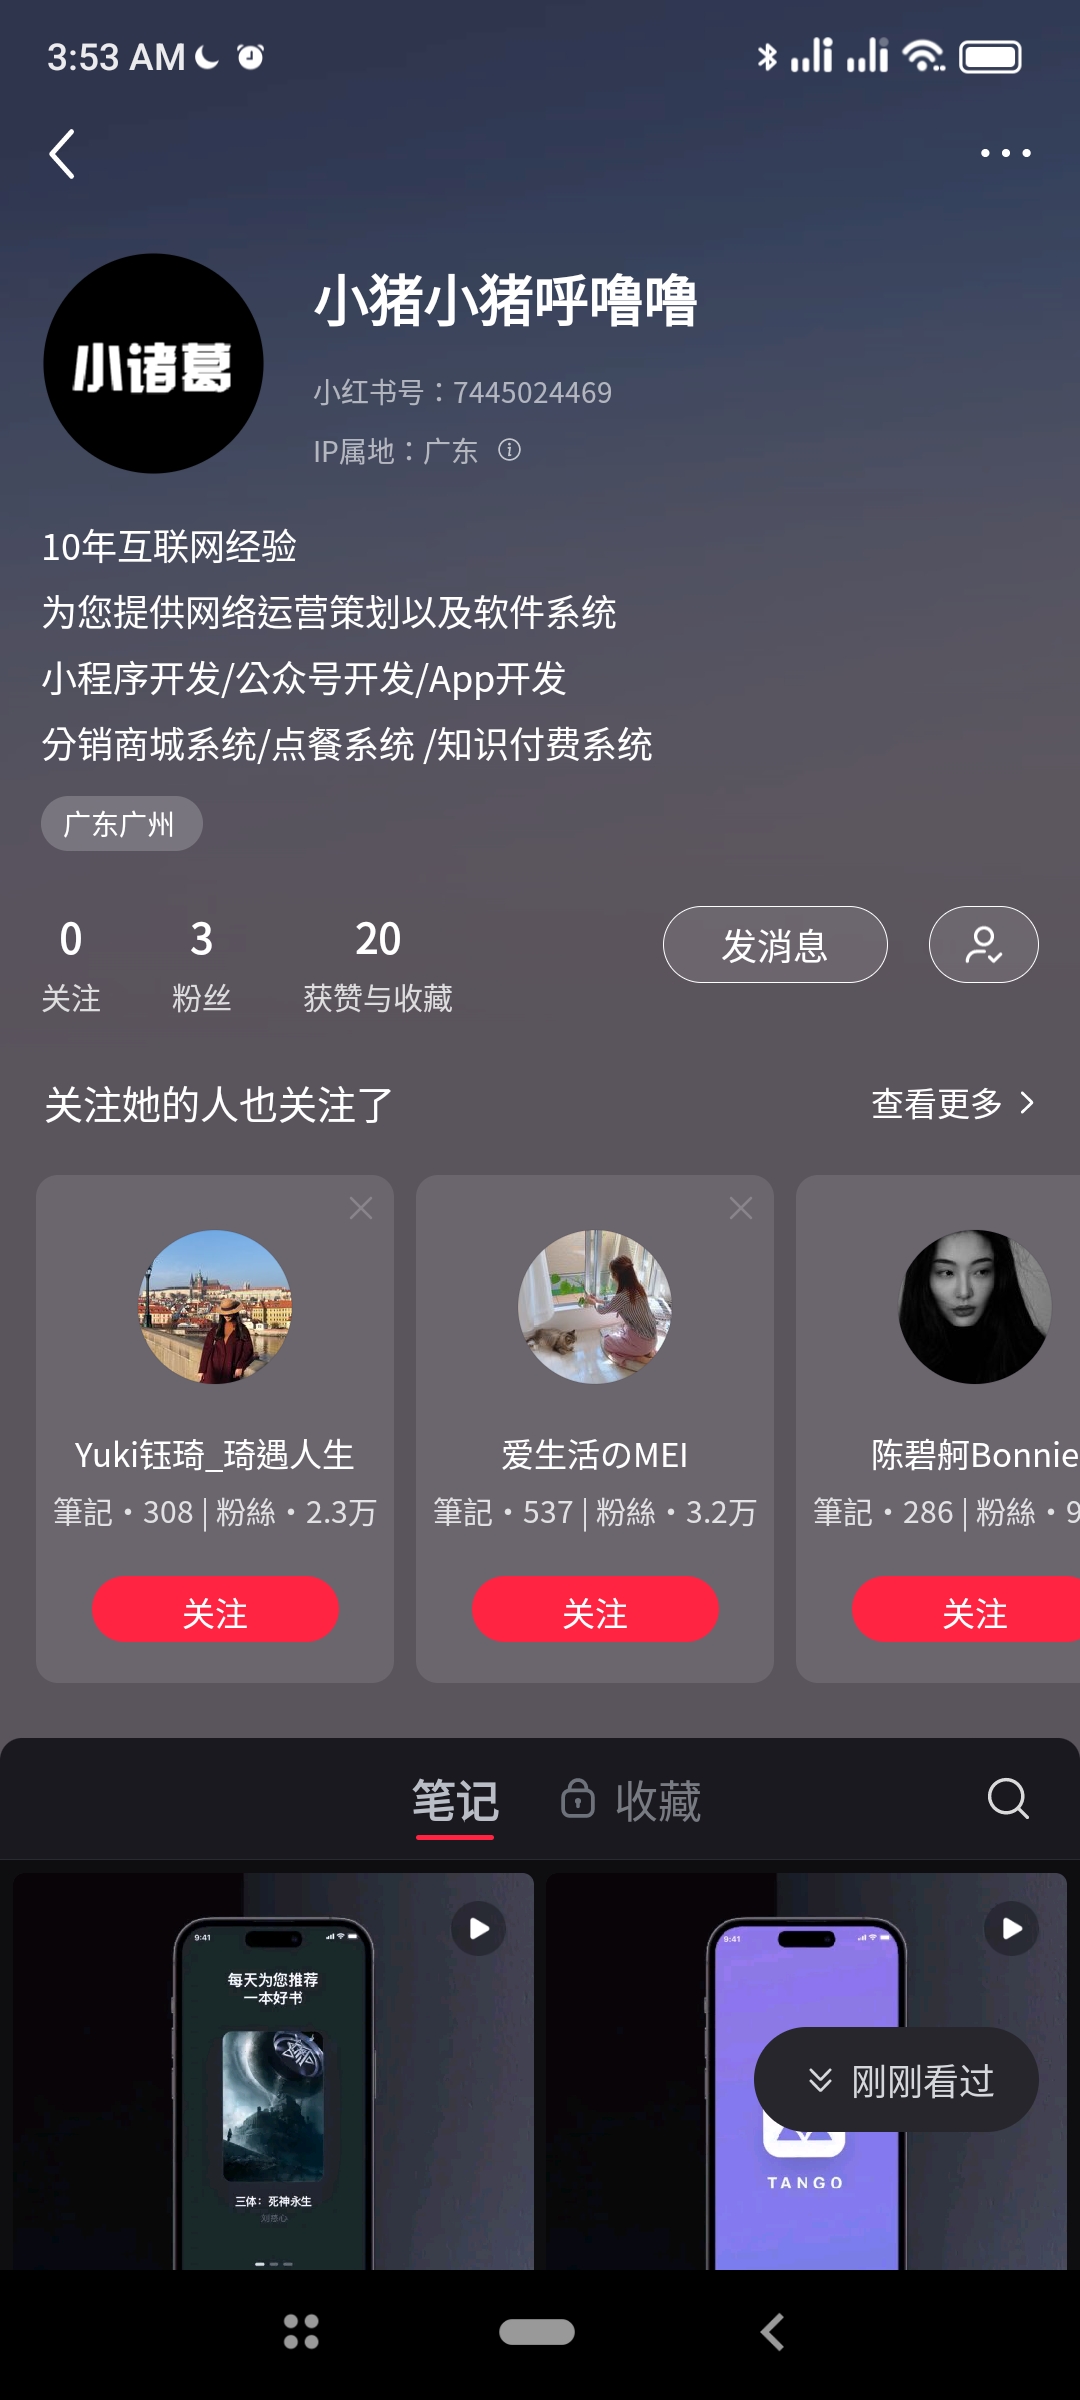 3:53 AM
小诸葛
小猪小猪呼噜噜
小红书号：7445024469
IP属地：广东
10年互联网经验
为您提供网络运营策划以及软件系统
小程序开发/公众号开发/App开发
分销商城系统/点餐系统 /知识付费系统
广东广州
0 3 20
关注 粉丝 获赞与收藏
发消息
关注她的人也关注了
查看更多
Yuki钰琦_琦遇人生
筆記・308 | 粉絲・2.3万
关注
爱生活のMEI
筆記・537 | 粉絲・3.2万
关注
陈碧舸Bonnie
筆記・286 | 粉絲・9
关注
笔记 收藏
9:41
每天为您推荐
一本好书
三体：死神永生
刘慈心
9:41
刚刚看过
TANGO